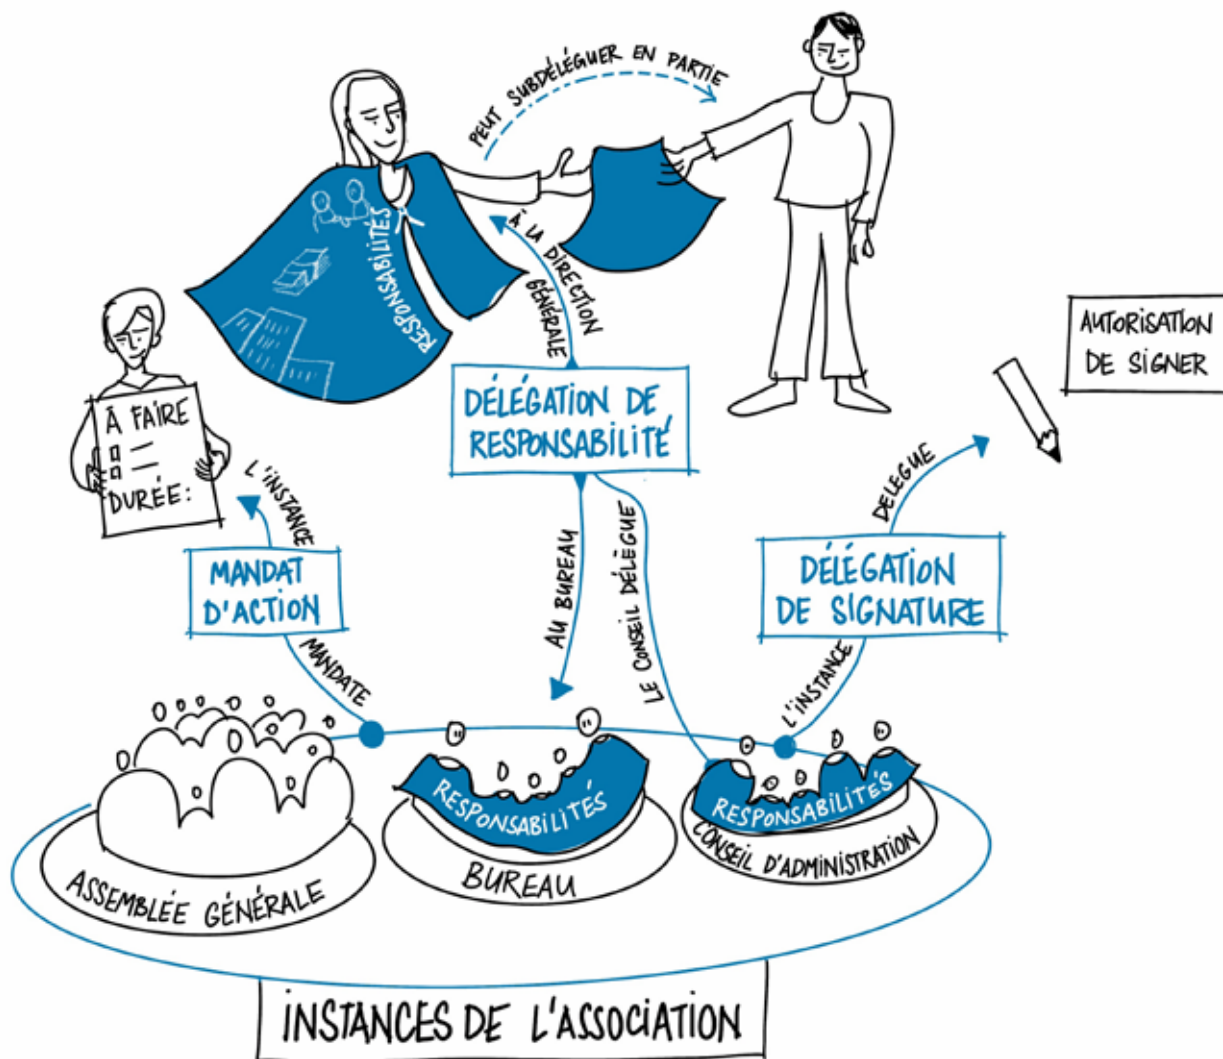 PEUT SUBDÉLÉGUER EN PARTIE
RESPONSABILITÉS
À LA DIRECTION
GÉNÉRALE
AUTORISATION
DE SIGNER
À FAIRE
DURÉE:
DÉLÉGATION DE
RESPONSABILITÉ
L'INSTANCE
MANDAT
D'ACTION
MANDATE
AU BUREAU
LE CONSEIL DÉLÈGUE
DELEGUE
DÉLÉGATION
DE SIGNATURE
L'INSTANCE
RESPONSABILITÉS
RESPONSABILITÉS
ASSEMBLÉE GÉNÉRALE
BUREAU
CONSEIL D'ADMINISTRATION
INSTANCES DE L'ASSOCIATION